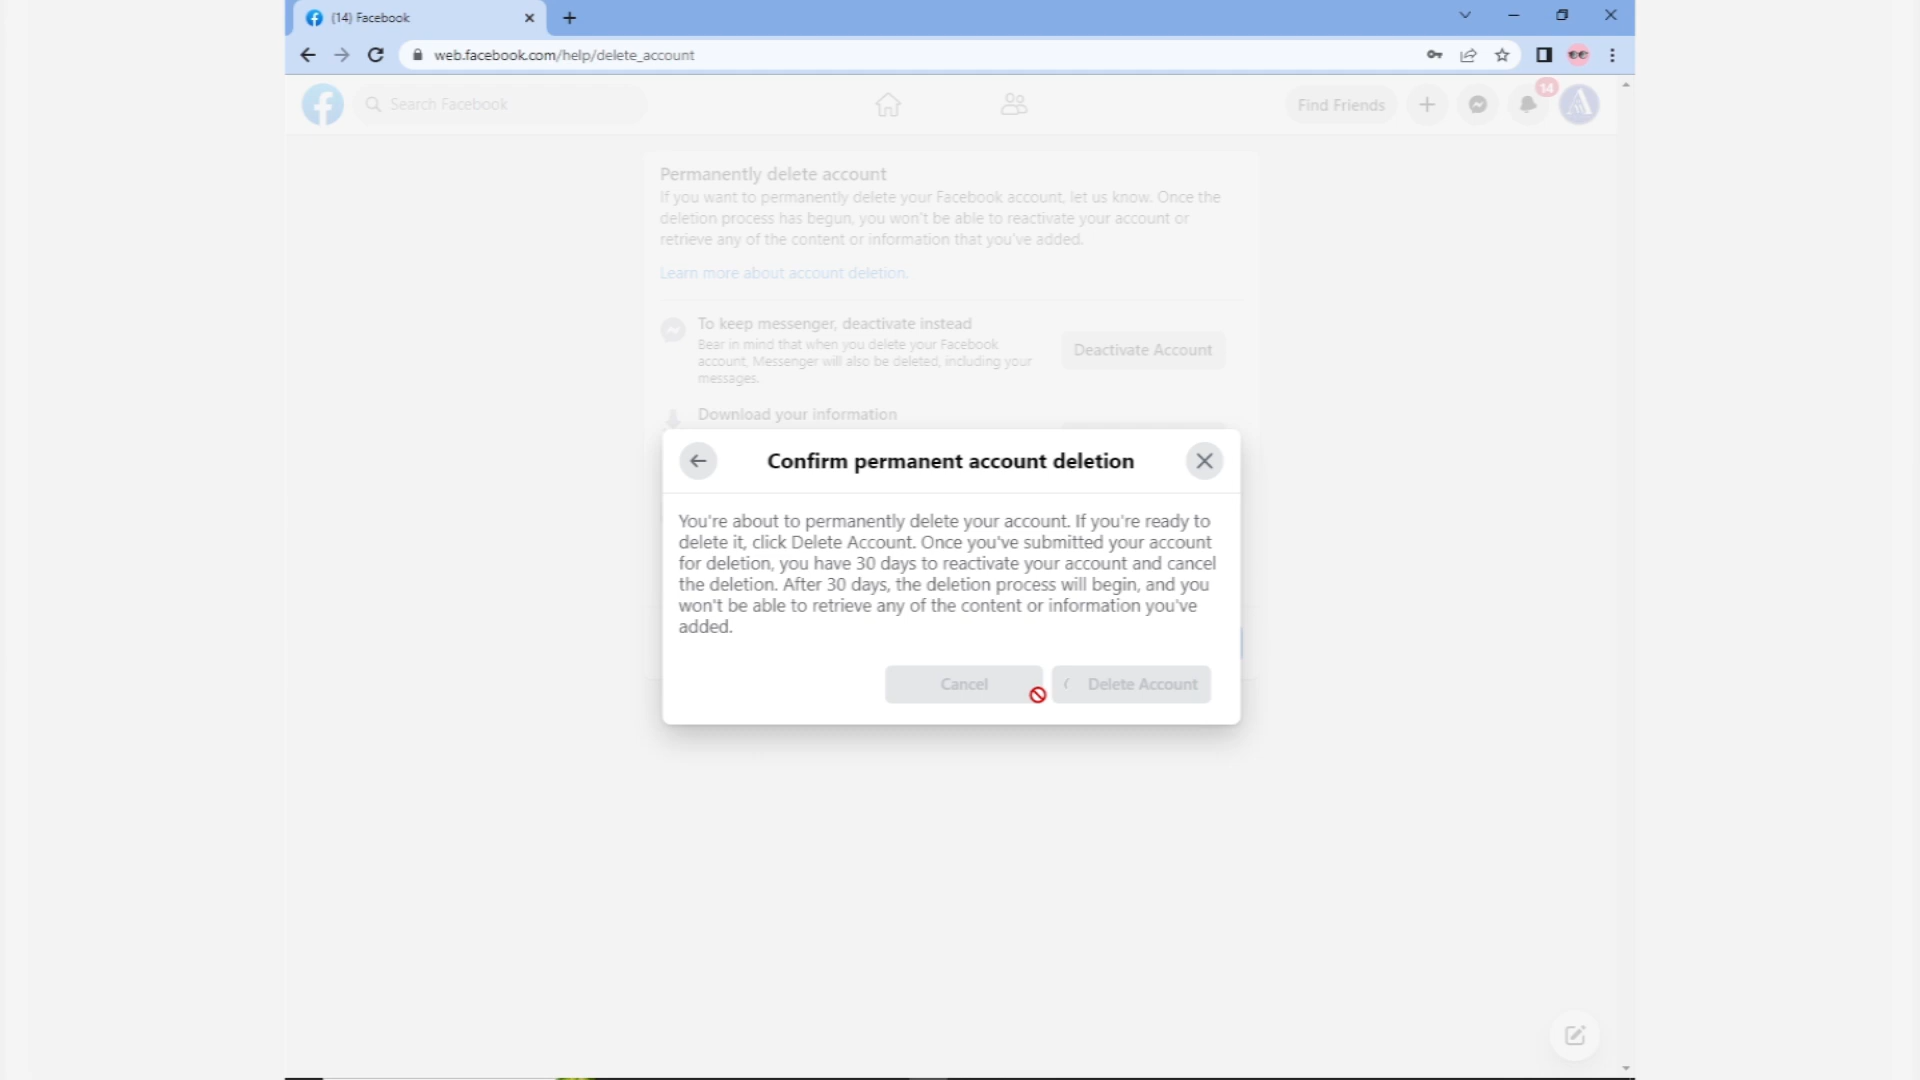 (14) Facebook
web.facebook.com/help/delete_account
Search Facebook
Find Friends
14
Permanently delete account
If you want to permanently delete your Facebook account, let us know. Once the
deletion process has begun, you won't be able to reactivate your account or
retrieve any of the content or information that you've added.
Learn more about account deletion.
To keep messenger, deactivate instead
Bear in mind that when you delete your Facebook
account, Messenger will also be deleted, including your
messages.
Deactivate Account
Download your information
Confirm permanent account deletion
You're about to permanently delete your account. If you're ready to
delete it, click Delete Account. Once you've submitted your account
for deletion, you have 30 days to reactivate your account and cancel
the deletion. After 30 days, the deletion process will begin, and you
won't be able to retrieve any of the content or information you've
added.
Cancel
Delete Account